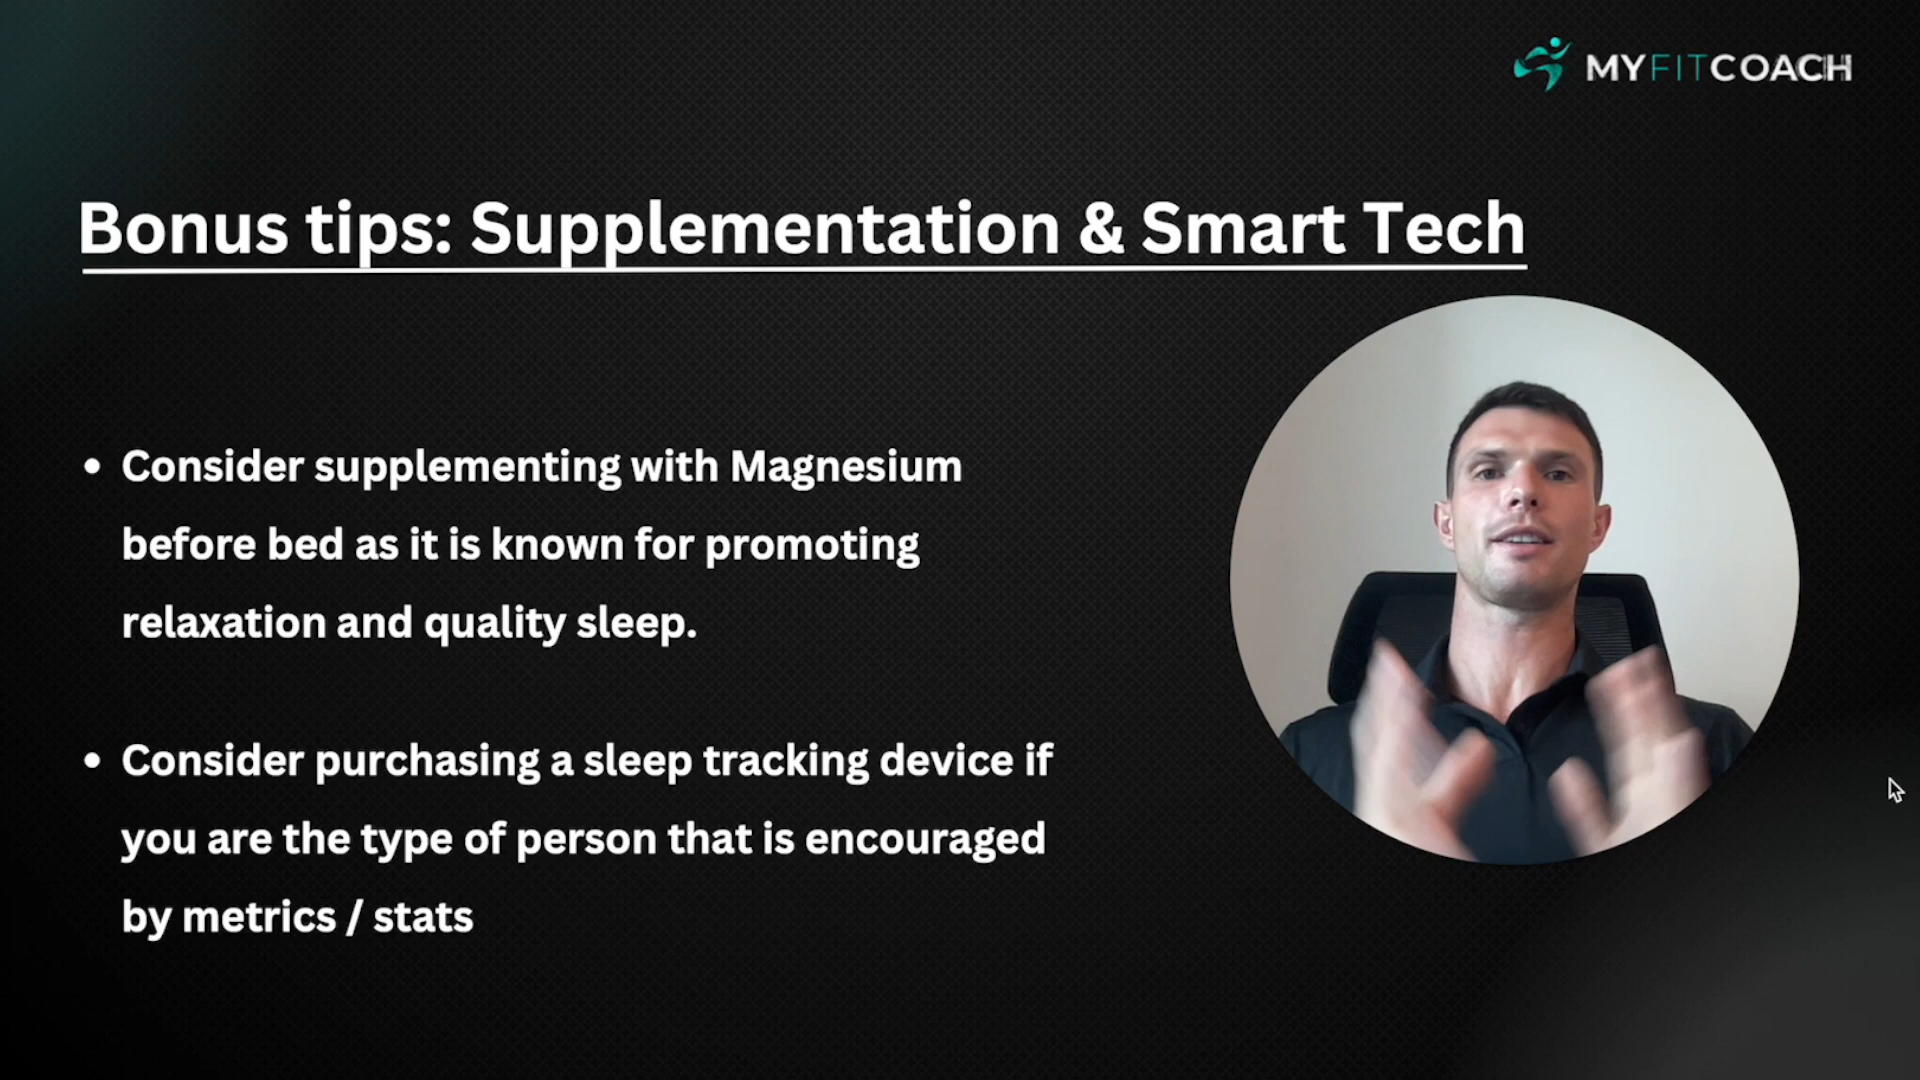 MYFITCOACH
Bonus tips: Supplementation & Smart Tech
• Consider supplementing with Magnesium
before bed as it is known for promoting
relaxation and quality sleep.
• Consider purchasing a sleep tracking device if
you are the type of person that is encouraged
by metrics / stats